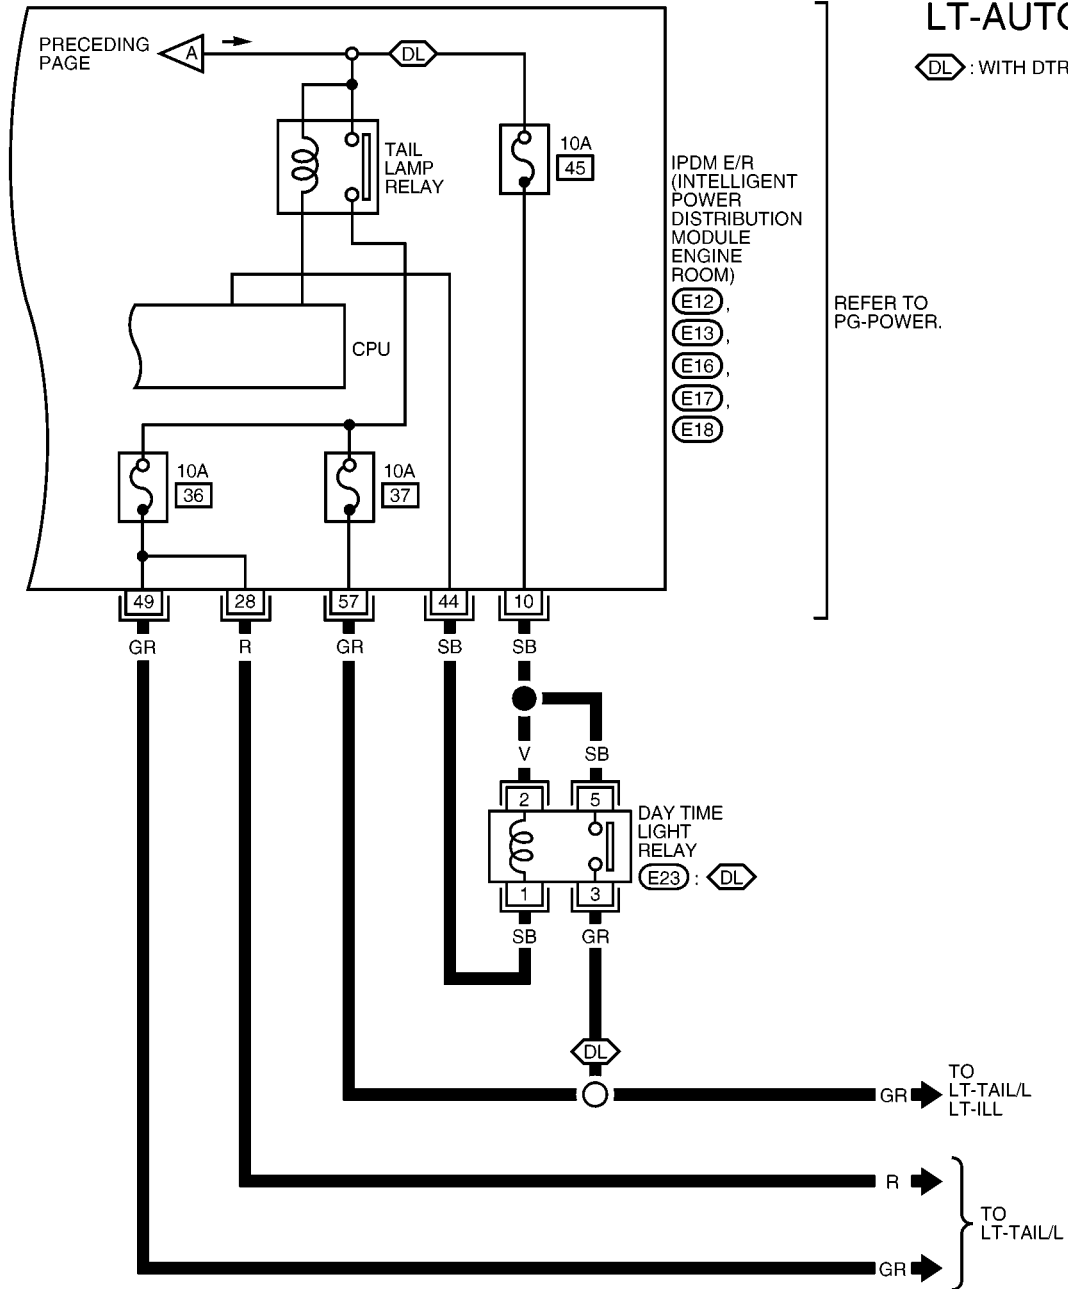 LT-AUTO
DL : WITH DTR
PRECEDING
PAGE
A
DL
TAIL
LAMP
RELAY
10A
45
IPDM E/R
(INTELLIGENT
POWER
DISTRIBUTION
MODULE
ENGINE
ROOM)
E12 ,
E13 ,
E16 ,
E17 ,
E18
REFER TO
PG-POWER.
CPU
10A
36
10A
37
49 28 57 44 10
GR R GR SB SB
V SB
2 5
DAY TIME
LIGHT
RELAY
E23 : DL
1 3
SB GR
DL
GR
TO
LT-TAIL/L
LT-ILL
R
TO
LT-TAIL/L
GR